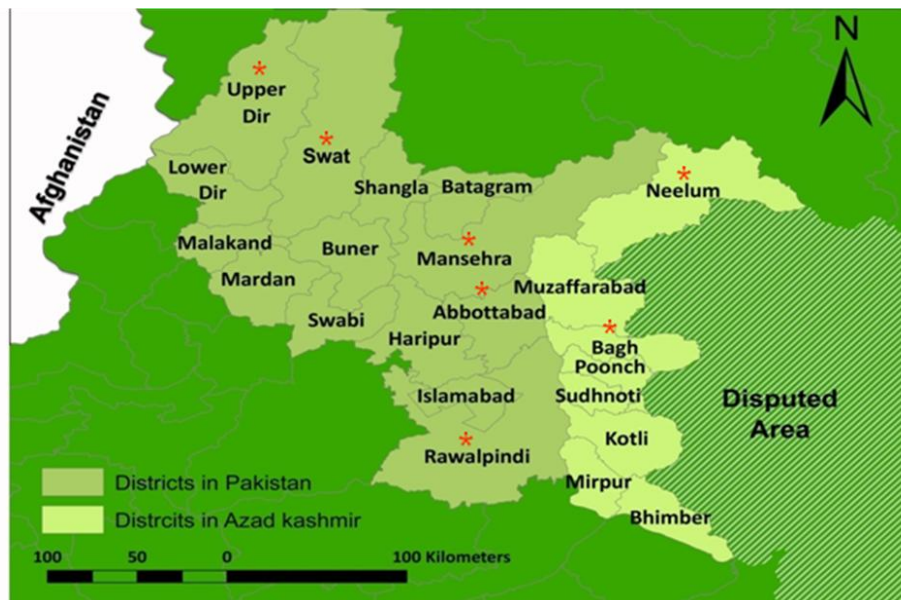 N
Afghanistan
*
Upper
Dir
*
Swat
Lower
Dir
Shangla
Batagram
*
Neelum
Malakand
Buner
*
Mansehra
Mardan
Muzaffarabad
*
Abbottabad
Swabi
Haripur
*
Bagh
Poonch
Islamabad
Sudhnoti
Disputed
Area
*
Rawalpindi
Kotli
Mirpur
Bhimber
Districts in Pakistan
Distrcits in Azad kashmir
100 50 0 100 Kilometers